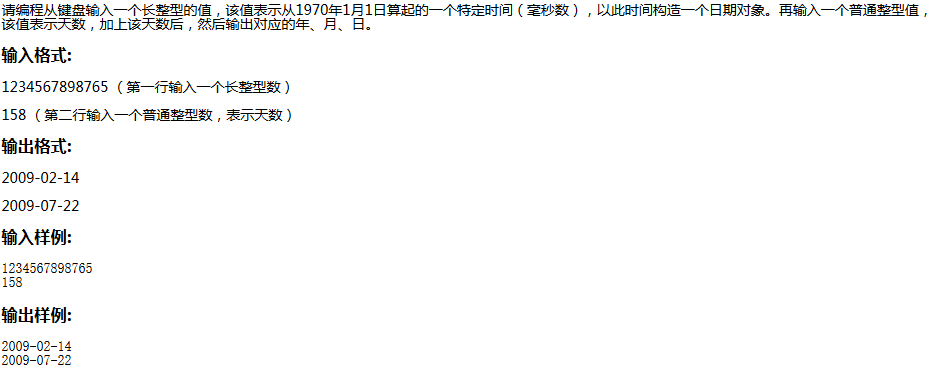 请编程从键盘输入一个长整型的值，该值表示从1970年1月1日算起的一个特定时间（毫秒数），以此时间构造一个日期对象。再输入一个普通整型值，
该值表示天数，加上该天数后，然后输出对应的年、月、日。
输入格式:
1234567898765 （第一行输入一个长整型数）
158 （第二行输入一个普通整型数，表示天数）
输出格式:
2009-02-14
2009-07-22
输入样例:
1234567898765
158
输出样例:
2009-02-14
2009-07-22